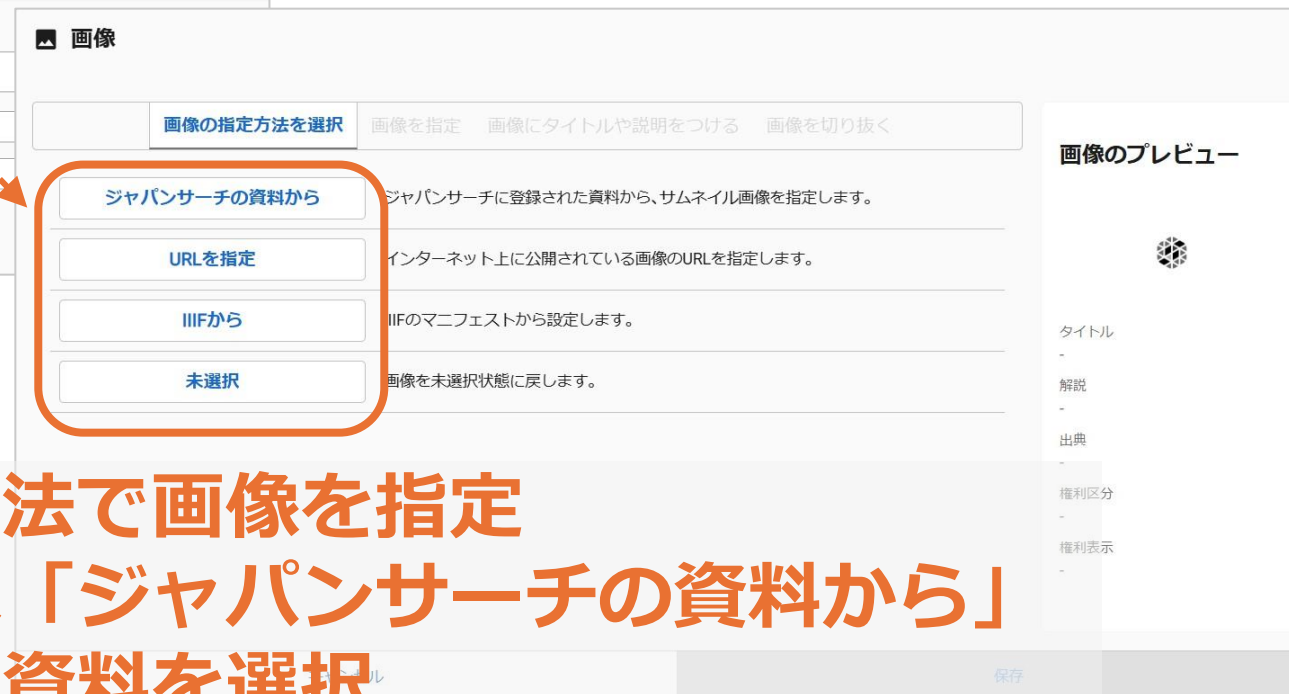 画像
画像の指定方法を選択 画像を指定 画像にタイトルや説明をつける 画像を切り抜く
画像のプレビュー
ジャパンサーチの資料から ジャパンサーチに登録された資料から、サムネイル画像を指定します。
URLを指定 インターネット上に公開されている画像のURLを指定します。
IIIFから IIIFのマニフェストから設定します。
未選択 画像を未選択状態に戻します。
タイトル
-
解説
-
出典
-
権利区分
-
権利表示
-
法で画像を指定
「ジャパンサーチの資料から」
資料を選択
ル 保存